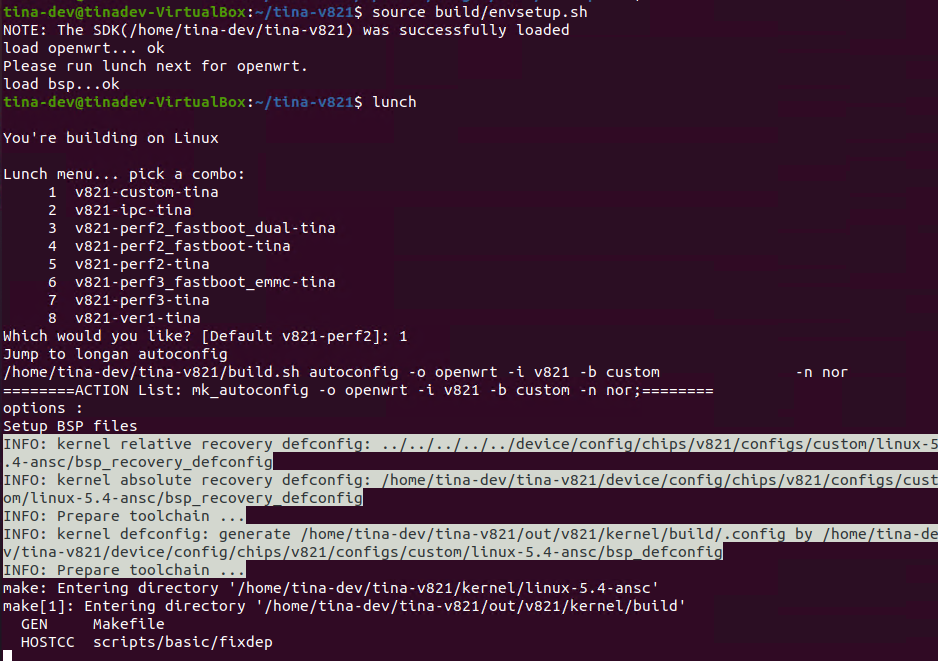 tina-dev@tinadev-VirtualBox:~/tina-v821$ source build/envsetup.sh
NOTE: The SDK(/home/tina-dev/tina-v821) was successfully loaded
load openwrt... ok
Please run lunch next for openwrt.
load bsp...ok
tina-dev@tinadev-VirtualBox:~/tina-v821$ lunch
You're building on Linux
Lunch menu... pick a combo:
1 v821-custom-tina
2 v821-ipc-tina
3 v821-perf2_fastboot_dual-tina
4 v821-perf2_fastboot-tina
5 v821-perf2-tina
6 v821-perf3_fastboot_emmc-tina
7 v821-perf3-tina
8 v821-ver1-tina
Which would you like? [Default v821-perf2]: 1
Jump to longan autoconfig
/home/tina-dev/tina-v821/build.sh autoconfig -o openwrt -i v821 -b custom -n nor
========ACTION List: mk_autoconfig -o openwrt -i v821 -b custom -n nor;========
options :
Setup BSP files
INFO: kernel relative recovery defconfig: ../../../../../device/config/chips/v821/configs/custom/linux-5
.4-ansc/bsp_recovery_defconfig
INFO: kernel absolute recovery defconfig: /home/tina-dev/tina-v821/device/config/chips/v821/configs/cust
om/linux-5.4-ansc/bsp_recovery_defconfig
INFO: Prepare toolchain ...
INFO: kernel defconfig: generate /home/tina-dev/tina-v821/out/v821/kernel/build/.config by /home/tina-de
v/tina-v821/device/config/chips/v821/configs/custom/linux-5.4-ansc/bsp_defconfig
INFO: Prepare toolchain ...
make: Entering directory '/home/tina-dev/tina-v821/kernel/linux-5.4-ansc'
make[1]: Entering directory '/home/tina-dev/tina-v821/out/v821/kernel/build'
GEN Makefile
HOSTCC scripts/basic/fixdep